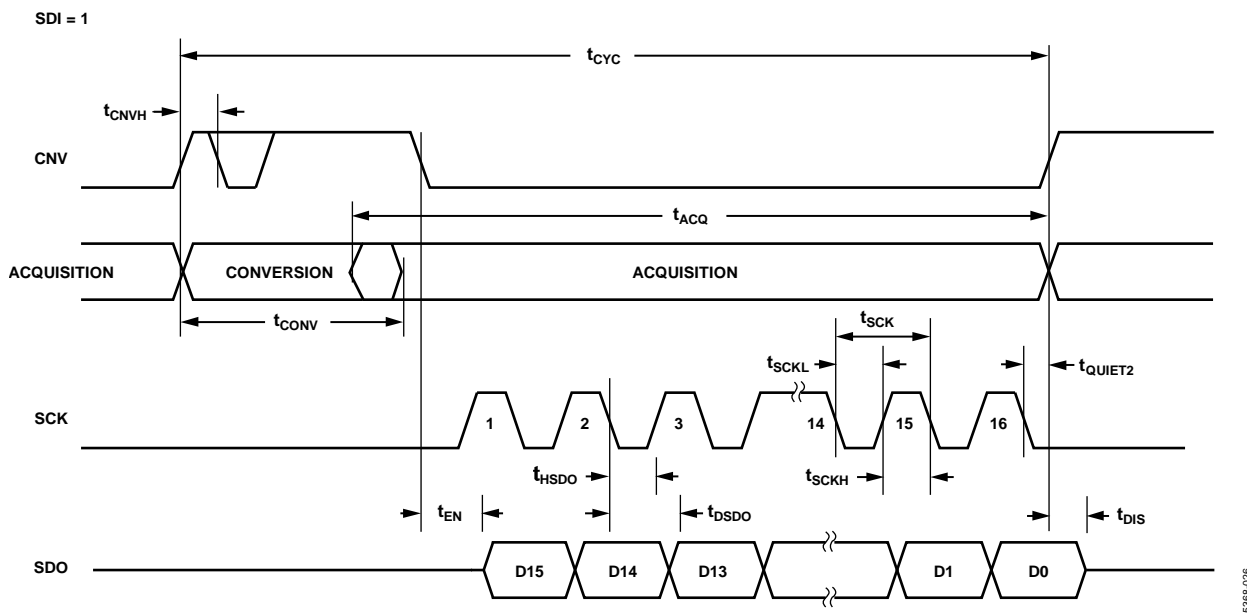 SDI = 1
tCYC
tCNVH
CNV
tACQ
ACQUISITION
CONVERSION
ACQUISITION
tCONV
tSCK
tSCKL
tQUIET2
SCK
1
2
3
14
15
16
tHSDO
tSCKH
tEN
tDSDO
tDIS
SDO
D15
D14
D13
D1
D0